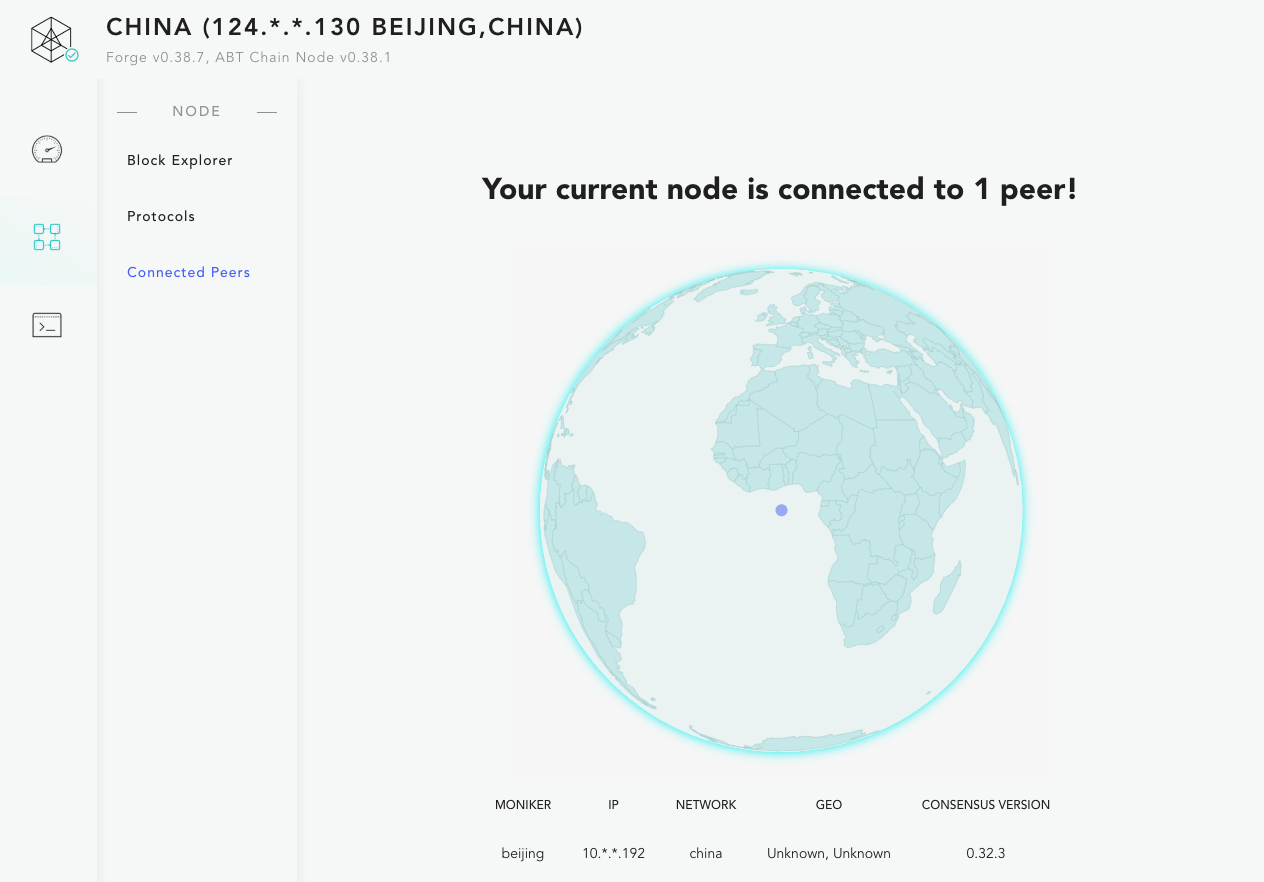 CHINA (124.*.*.130 BEIJING,CHINA)
Forge v0.38.7, ABT Chain Node v0.38.1
NODE
Block Explorer
Protocols
Connected Peers
Your current node is connected to 1 peer!
MONIKER IP NETWORK GEO CONSENSUS VERSION
beijing 10.*.*.192 china Unknown, Unknown 0.32.3